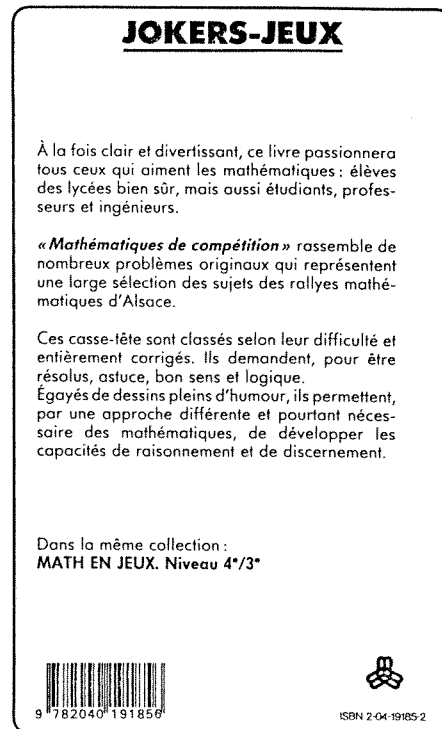 JOKERS-JEUX
À la fois clair et divertissant, ce livre passionnera
tous ceux qui aiment les mathématiques : élèves
des lycées bien sûr, mais aussi étudiants, profes-
seurs et ingénieurs.
« Mathématiques de compétition » rassemble de
nombreux problèmes originaux qui représentent
une large sélection des sujets des rallyes mathé-
matiques d'Alsace.
Ces casse-tête sont classés selon leur difficulté et
entièrement corrigés. Ils demandent, pour être
résolus, astuce, bon sens et logique.
Égayés de dessins pleins d'humour, ils permettent,
par une approche différente et pourtant néces-
saire des mathématiques, de développer les
capacités de raisonnement et de discernement.
Dans la même collection :
MATH EN JEUX. Niveau 4e/3e
9 782040 191856
ISBN 2-04-19185-2